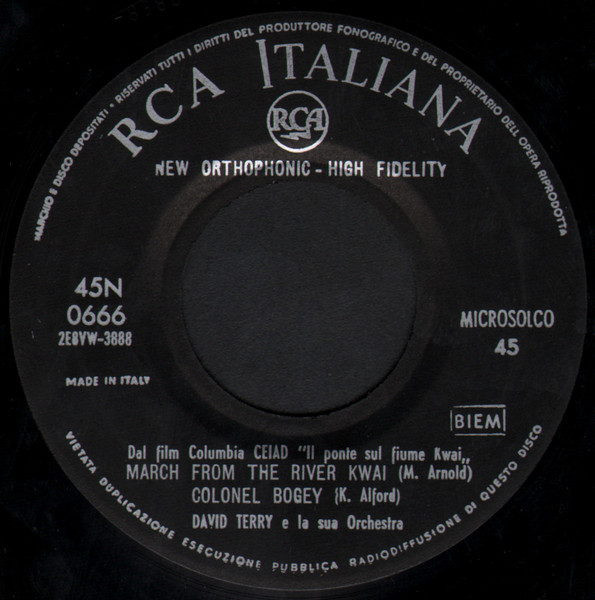 MARCHIO E DISCO DEPOSITATI • RISERVATI TUTTI I DIRITTI DEL PRODUTTORE FONOGRAFICO E DEL PROPRIETARIO DELL'OPERA RIPRODOTTA
RCA ITALIANA
RCA
NEW ORTHOPHONIC - HIGH FIDELITY
45N
0666
2E8VW-3888
MADE IN ITALY
MICROSOLCO
45
BIEM
Dal film Columbia CEIAD "Il ponte sul fiume Kwai„
MARCH FROM THE RIVER KWAI (M. Arnold)
COLONEL BOGEY (K. Alford)
DAVID TERRY e la sua Orchestra
VIETATA DUPLICAZIONE ESECUZIONE PUBBLICA RADIODIFFUSIONE DI QUESTO DISCO